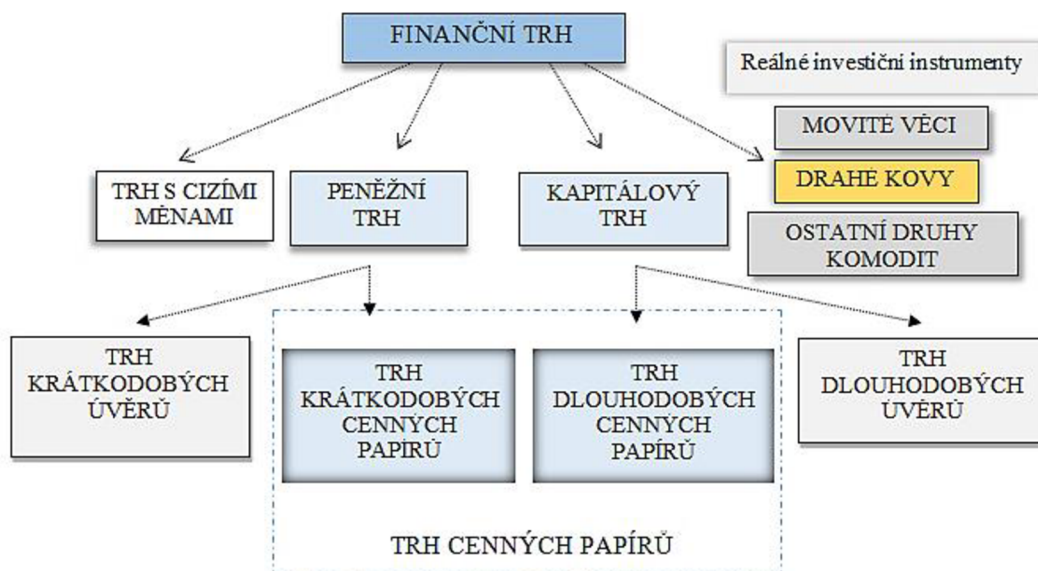 FINANČNÍ TRH
Reálné investiční instrumenty
MOVITÉ VĚCI
DRAHÉ KOVY
OSTATNÍ DRUHY
KOMODIT
TRH S CIZÍMI
MĚNAMI
PENĚŽNÍ
TRH
KAPITÁLOVÝ
TRH
TRH
KRÁTKODOBÝCH
ÚVĚRŮ
TRH
KRÁTKODOBÝCH
CENNÝCH
PAPÍRŮ
TRH
DLOUHODOBÝCH
CENNÝCH
PAPÍRŮ
TRH
DLOUHODOBÝCH
ÚVĚRŮ
TRH CENNÝCH PAPÍRŮ